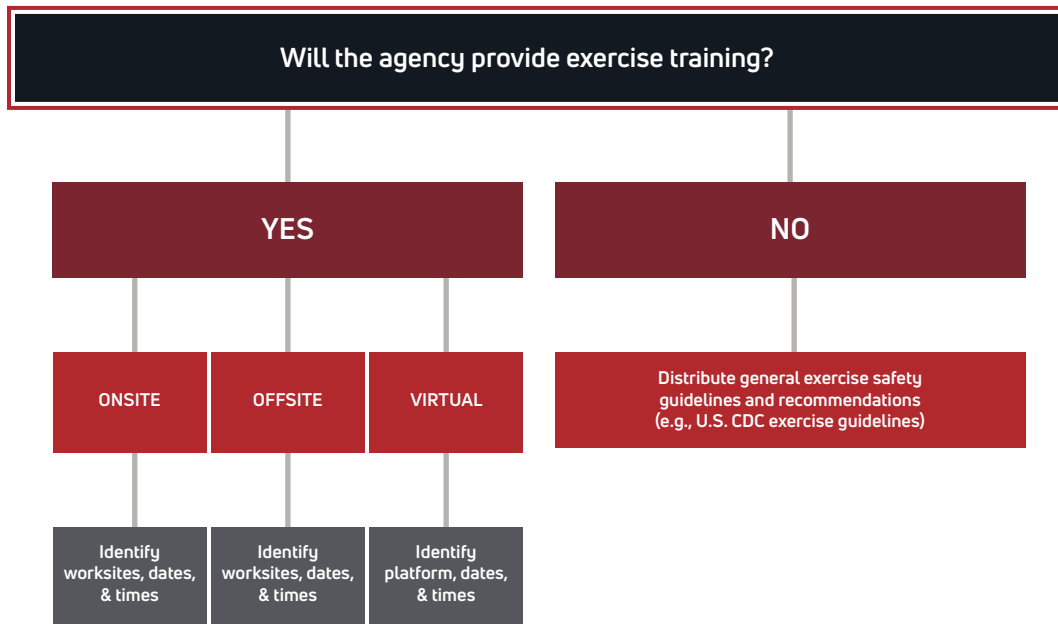 Will the agency provide exercise training?
YES
NO
ONSITE
OFFSITE
VIRTUAL
Distribute general exercise safety
guidelines and recommendations
(e.g., U.S. CDC exercise guidelines)
Identify
worksites, dates,
& times
Identify
worksites, dates,
& times
Identify
platform, dates,
& times